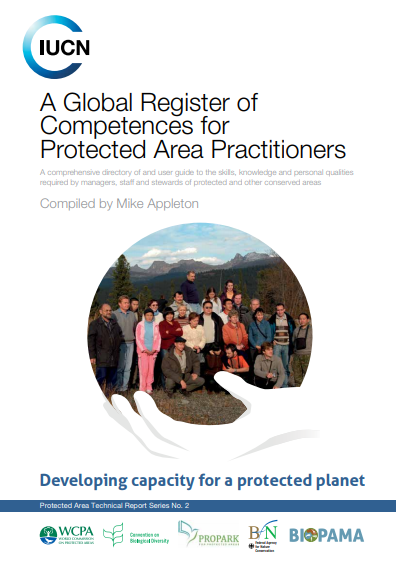 IUCN
A Global Register of
Competences for
Protected Area Practitioners
A comprehensive directory of and user guide to the skills, knowledge and personal qualities
required by managers, staff and stewards of protected and other conserved areas
Compiled by Mike Appleton
Developing capacity for a protected planet
Protected Area Technical Report Series No. 2
WCPA
WORLD COMMISSION
ON PROTECTED AREAS
Convention on
Biological Diversity
PROPARK
FOR PROTECTED AREAS
BfN
Federal Agency
for Nature
Conservation
BIOPAMA